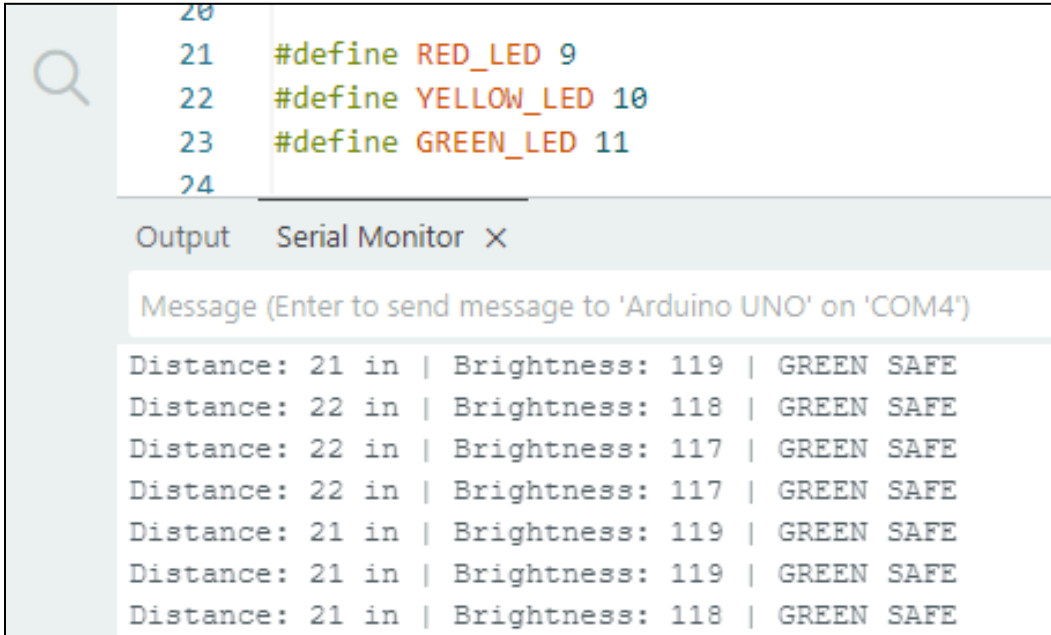 20
21 #define RED_LED 9
22 #define YELLOW_LED 10
23 #define GREEN_LED 11
24
Output Serial Monitor ×
Message (Enter to send message to 'Arduino UNO' on 'COM4')
Distance: 21 in | Brightness: 119 | GREEN SAFE
Distance: 22 in | Brightness: 118 | GREEN SAFE
Distance: 22 in | Brightness: 117 | GREEN SAFE
Distance: 22 in | Brightness: 117 | GREEN SAFE
Distance: 21 in | Brightness: 119 | GREEN SAFE
Distance: 21 in | Brightness: 119 | GREEN SAFE
Distance: 21 in | Brightness: 118 | GREEN SAFE